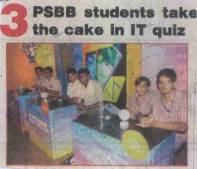 3 PSBB students take
the cake in IT quiz